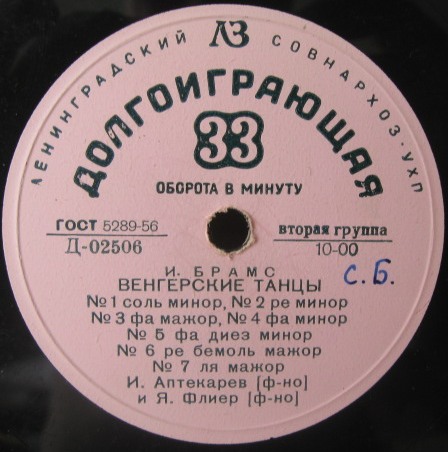 ЛЕНИНГРАДСКИЙ ЛЗ СОВНАРХОЗ·УХП
ДОЛГОИГРАЮЩАЯ
33
ОБОРОТА В МИНУТУ
ГОСТ 5289-56
Д-02506
вторая группа
10-00
И. БРАМС
С.Б.
ВЕНГЕРСКИЕ ТАНЦЫ
№ 1 соль минор, № 2 ре минор
№ 3 фа мажор, № 4 фа минор
№ 5 фа диез минор
№ 6 ре бемоль мажор
№ 7 ля мажор
И. Аптекарев [ф-но]
и Я. Флиер [ф-но]